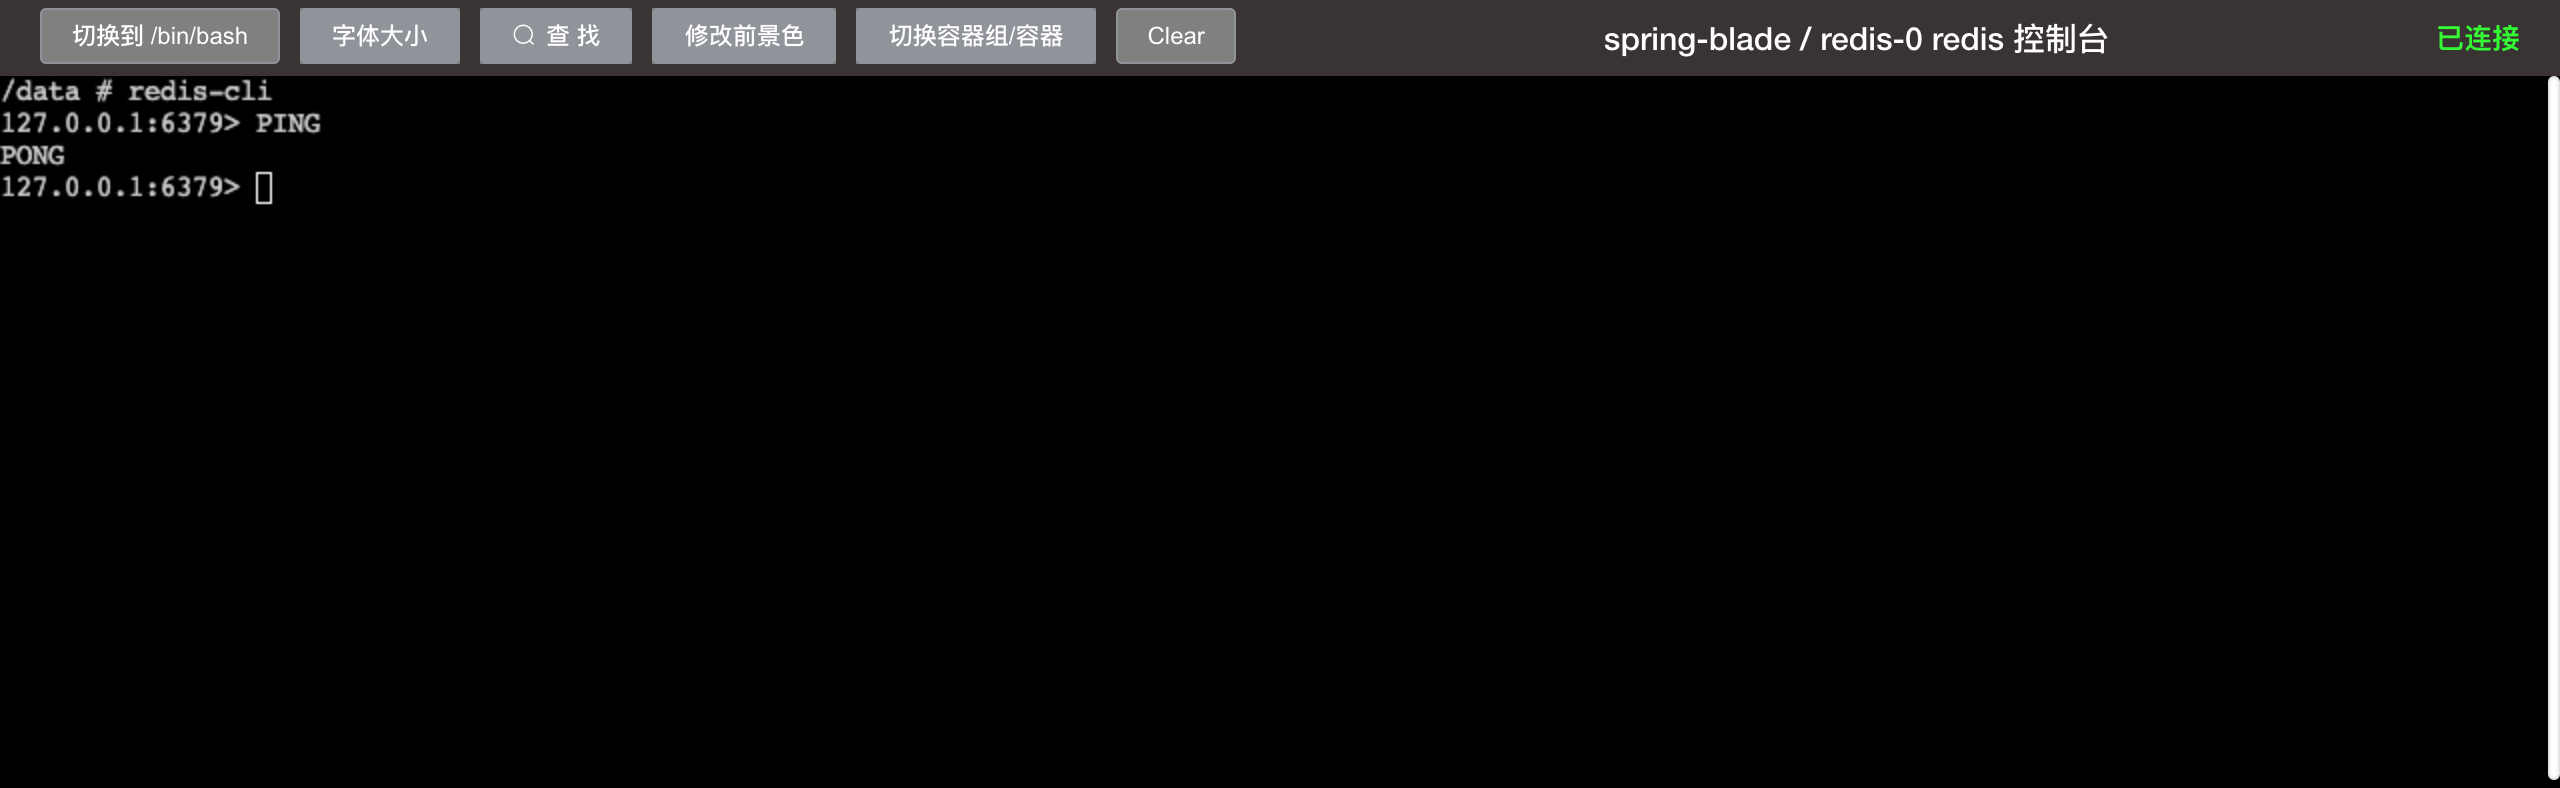 切换到 /bin/bash 字体大小 查 找 修改前景色 切换容器组/容器 Clear spring-blade / redis-0 redis 控制台 已连接
/data # redis-cli
127.0.0.1:6379> PING
PONG
127.0.0.1:6379>